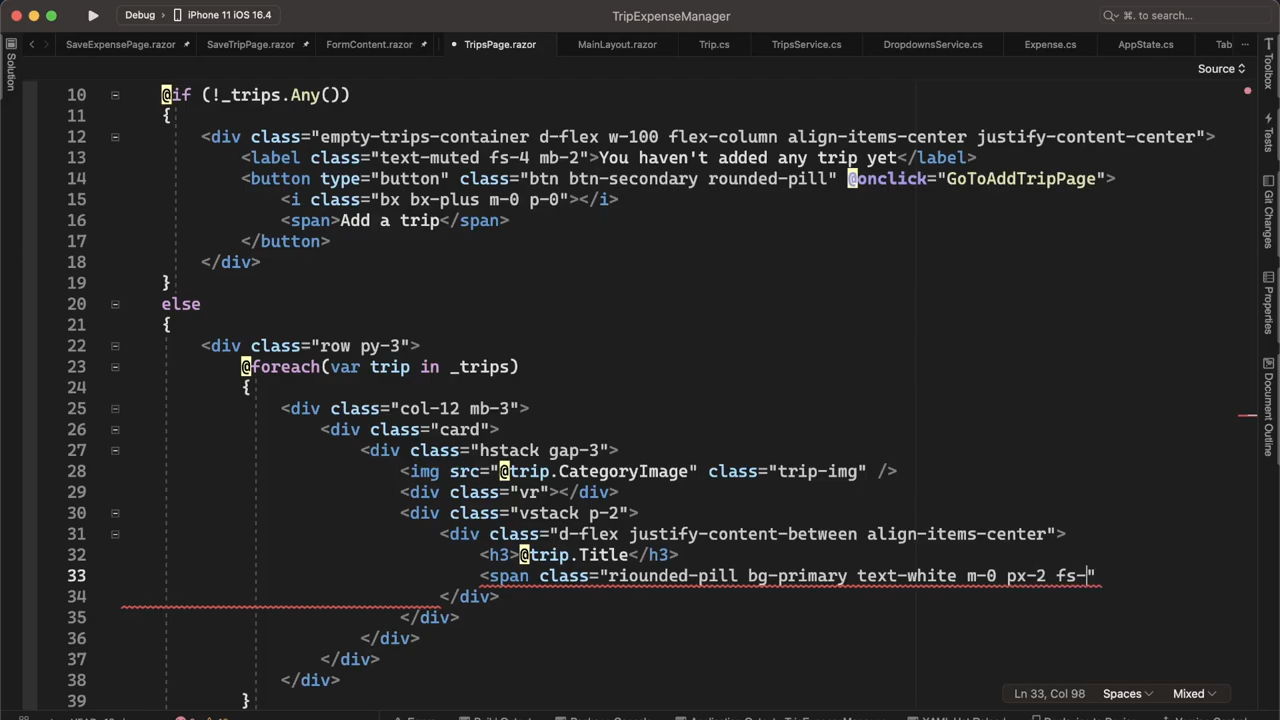 Debug
iPhone 11 iOS 16.4
TripExpenseManager
⌘. to search...
SaveExpensePage.razor
SaveTripPage.razor
FormContent.razor
TripsPage.razor
MainLayout.razor
Trip.cs
TripsService.cs
DropdownsService.cs
Expense.cs
AppState.cs
Tab
Source
Solution
Toolbox
Tests
Git Changes
Properties
Document Outline
10 @if (!_trips.Any())
11 {
12 <div class="empty-trips-container d-flex w-100 flex-column align-items-center justify-content-center">
13 <label class="text-muted fs-4 mb-2">You haven't added any trip yet</label>
14 <button type="button" class="btn btn-secondary rounded-pill" @onclick="GoToAddTripPage">
15 <i class="bx bx-plus m-0 p-0"></i>
16 <span>Add a trip</span>
17 </button>
18 </div>
19 }
20 else
21 {
22 <div class="row py-3">
23 @foreach(var trip in _trips)
24 {
25 <div class="col-12 mb-3">
26 <div class="card">
27 <div class="hstack gap-3">
28 <img src="@trip.CategoryImage" class="trip-img" />
29 <div class="vr"></div>
30 <div class="vstack p-2">
31 <div class="d-flex justify-content-between align-items-center">
32 <h3>@trip.Title</h3>
33 <span class="riounded-pill bg-primary text-white m-0 px-2 fs-"
34 </div>
35 </div>
36 </div>
37 </div>
38 </div>
39 }
Ln 33, Col 98
Spaces
Mixed